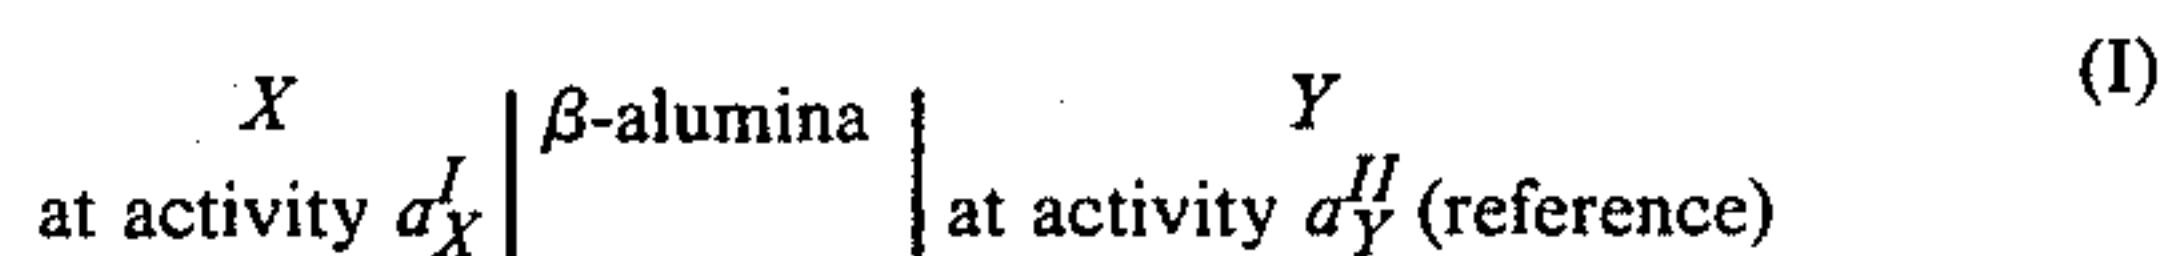 X | β-alumina | Y (I)
at activity a_X^I | | at activity a_Y^{II} (reference)